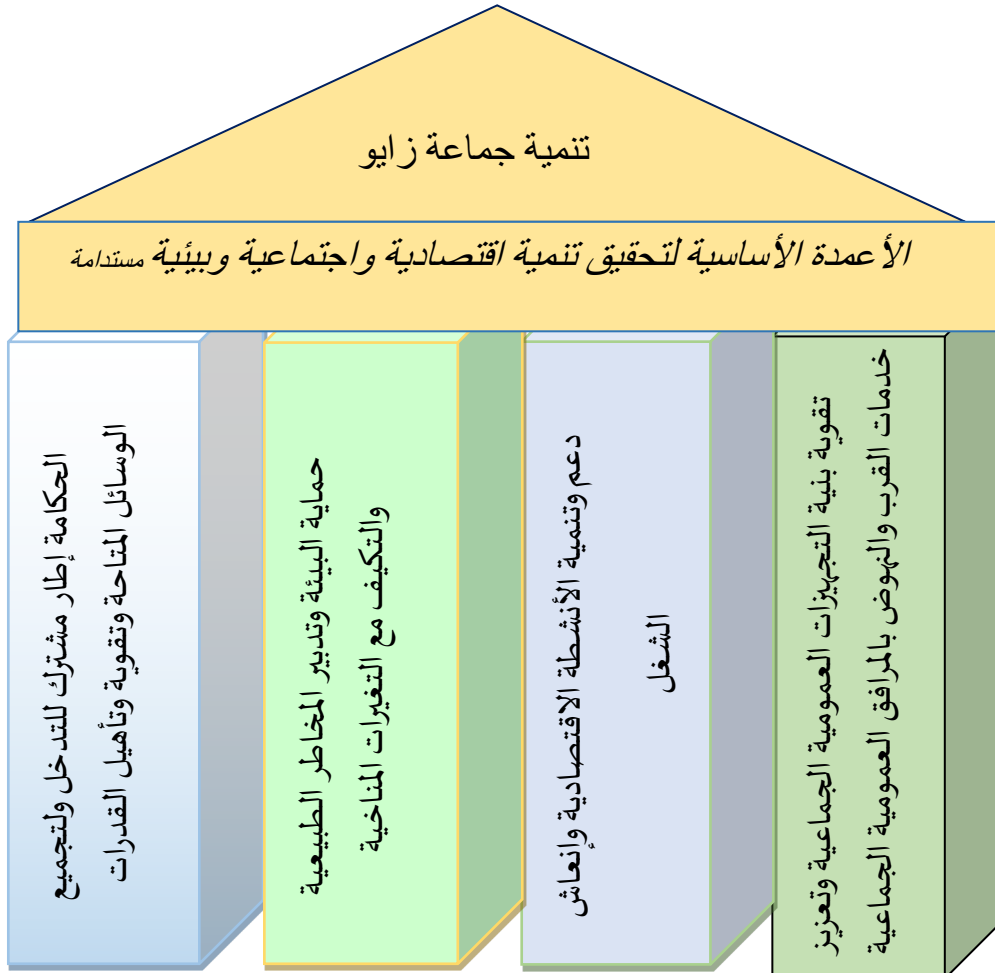 تنمية جماعة زايو
الأعمدة الأساسية لتحقيق تنمية اقتصادية واجتماعية وبيئية مستدامة
تقوية بنية التجهيزات العمومية الجماعية وتعزيز
خدمات القرب والنهوض بالمرافق العمومية الجماعية
دعم وتنمية الأنشطة الاقتصادية وإنعاش
الشغل
حماية البيئة وتدبير المخاطر الطبيعية
والتكيف مع التغيرات المناخية
الحكامة إطار مشترك للتدخل ولتجميع
الوسائل المتاحة وتقوية وتأهيل القدرات